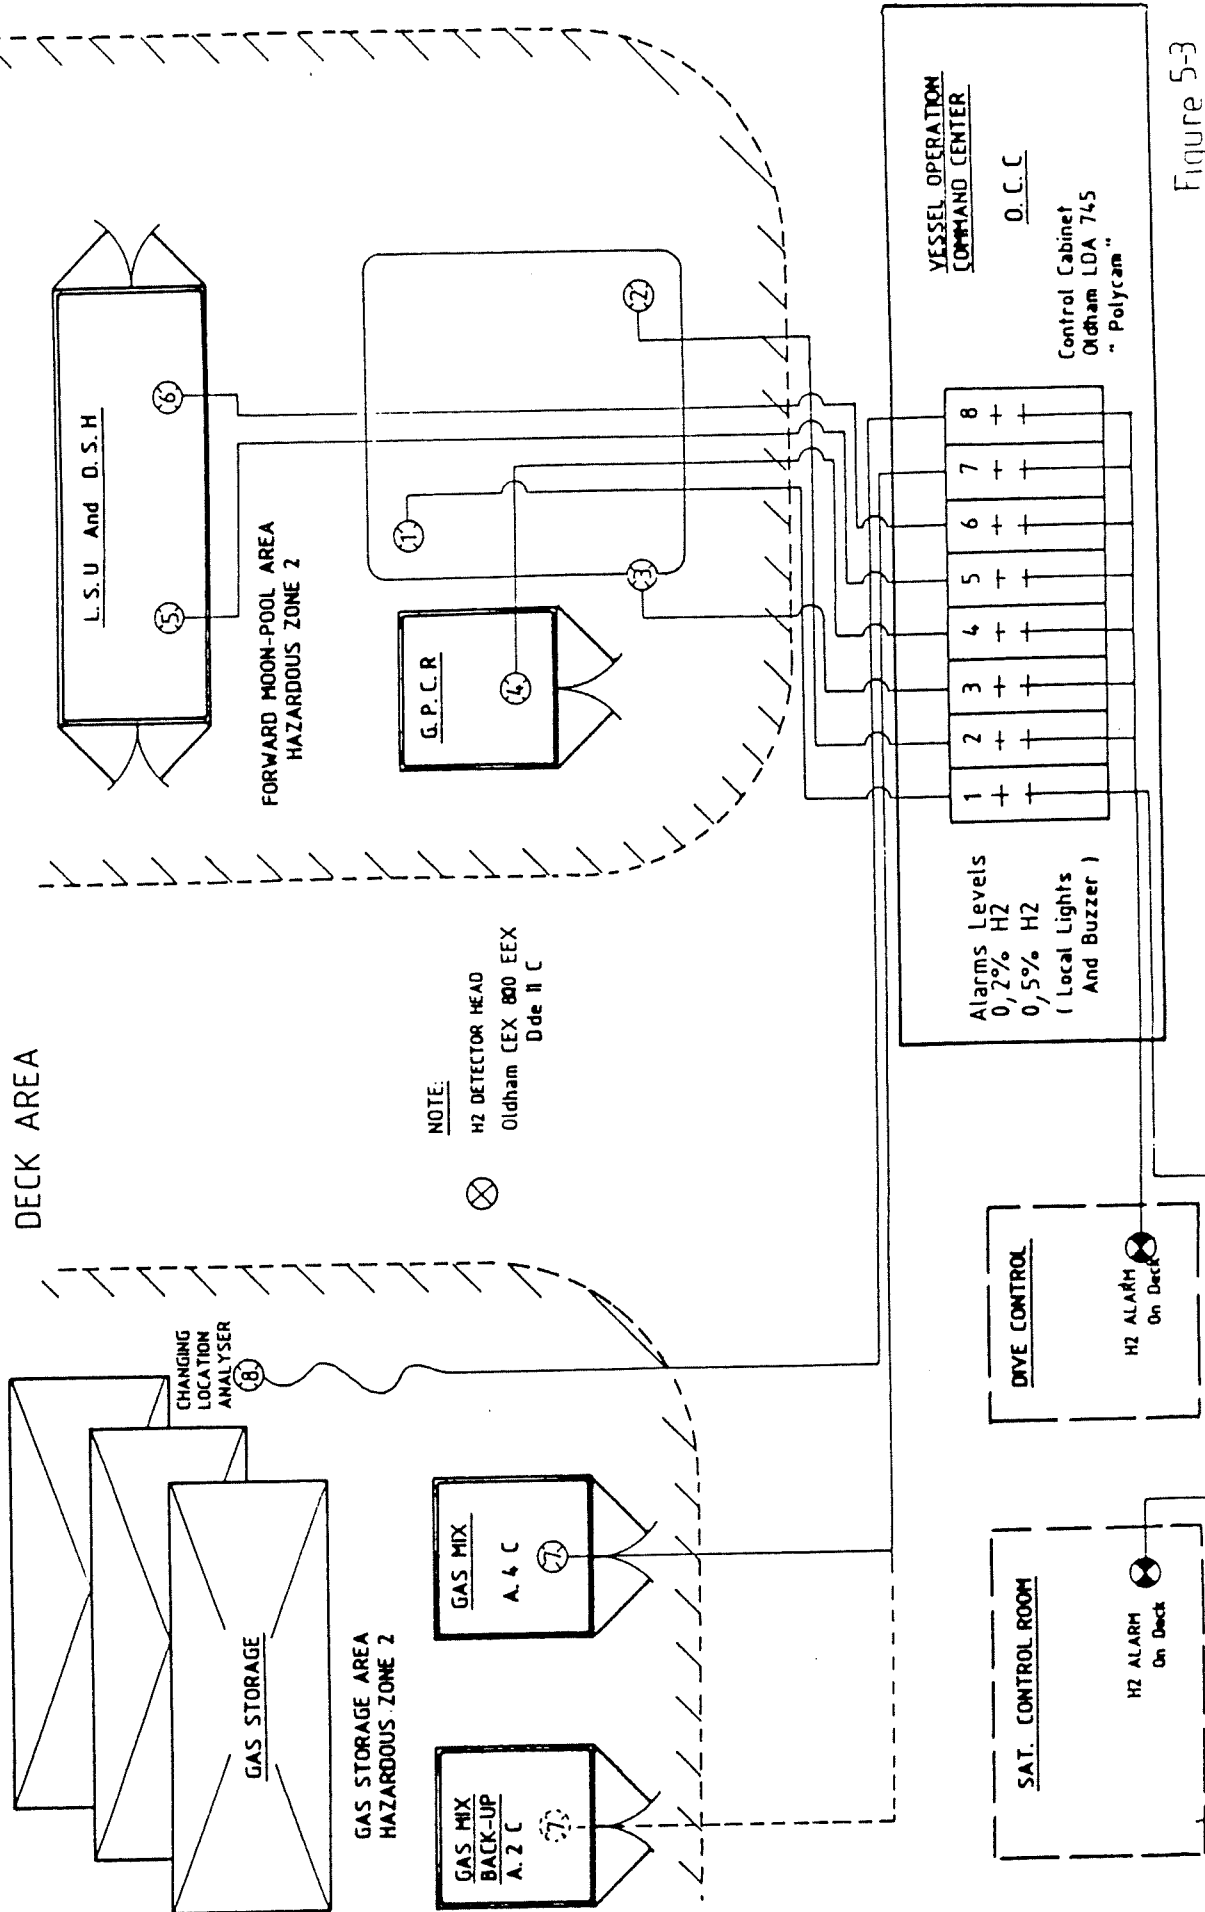 DECK AREA
GAS STORAGE
CHANGING
LOCATION
ANALYSER
8
GAS STORAGE AREA
HAZARDOUS ZONE 2
GAS MIX
BACK-UP
A. 2 C
7
GAS MIX
A. 4 C
7
NOTE:
H2 DETECTOR HEAD
Oldham CEX 800 EEX
D de II C
L.S.U And D.S.H
5
6
FORWARD MOON-POOL AREA
HAZARDOUS ZONE 2
G.P.C.R
4
1
2
3
SAT. CONTROL ROOM
H2 ALARM
On Deck
DIVE CONTROL
H2 ALARM
On Deck
Alarms Levels
0,2% H2
0,5% H2
( Local Lights
And Buzzer )
1 2 3 4 5 6 7 8
VESSEL OPERATION
COMMAND CENTER
O.C.C
Control Cabinet
Oldham LDA 745
" Polycam "
Figure 5-3